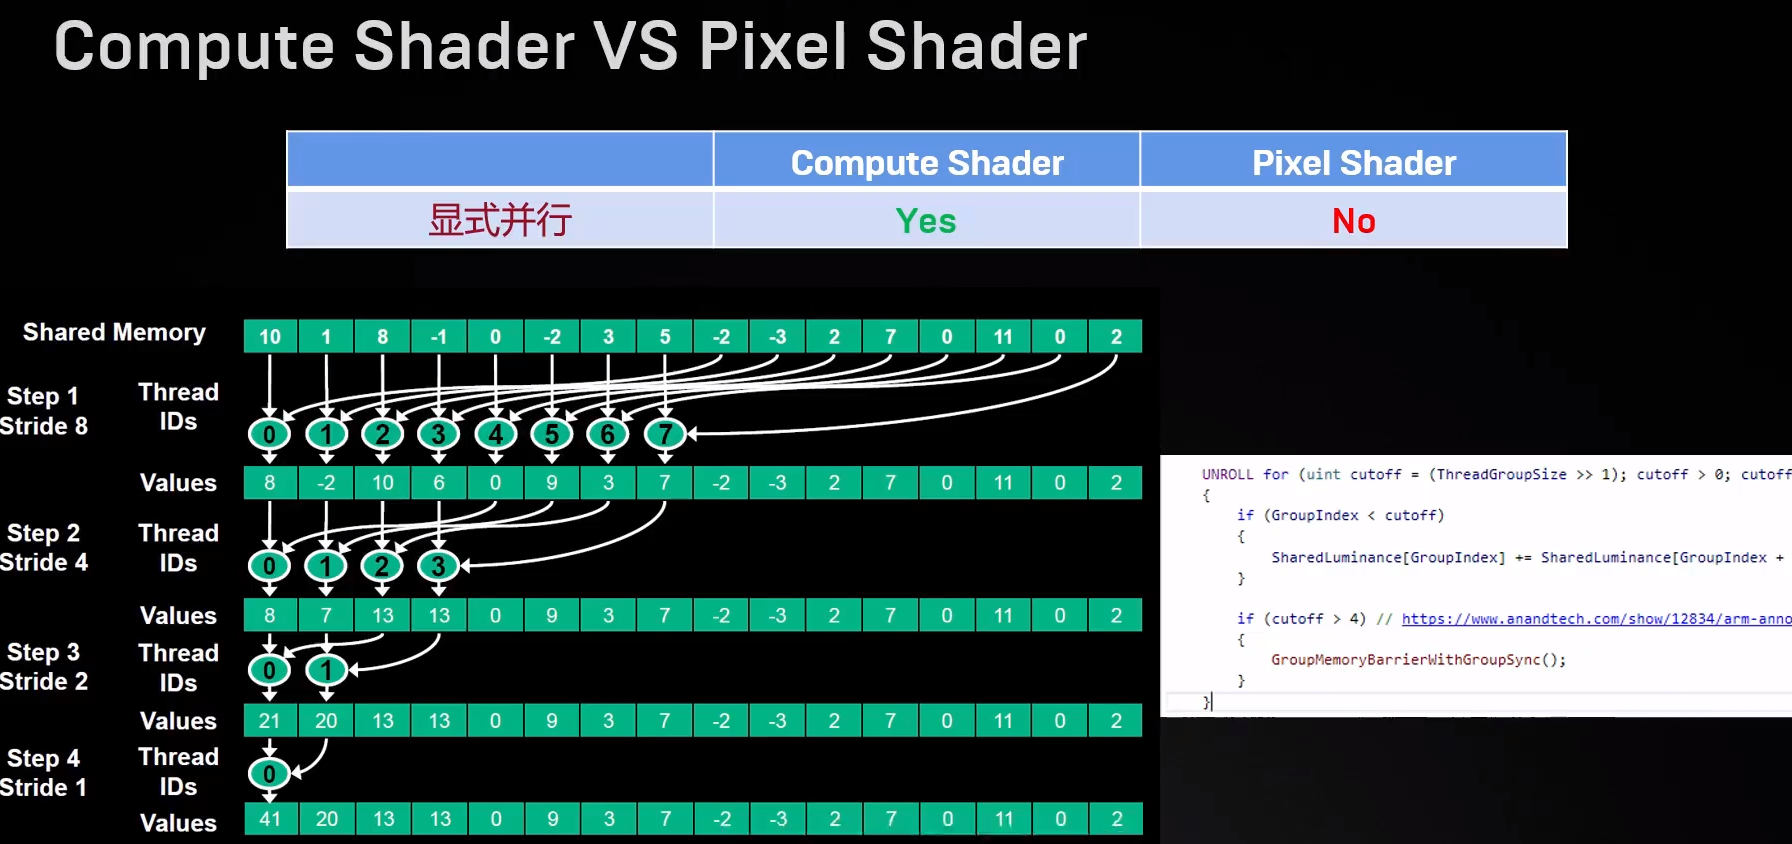 Compute Shader VS Pixel Shader
Compute Shader Pixel Shader
显式并行 Yes No
Shared Memory 10 1 8 -1 0 -2 3 5 -2 -3 2 7 0 11 0 2
Step 1
Stride 8
Thread
IDs
0 1 2 3 4 5 6 7
Values 8 -2 10 6 0 9 3 7 -2 -3 2 7 0 11 0 2
Step 2
Stride 4
Thread
IDs
0 1 2 3
Values 8 7 13 13 0 9 3 7 -2 -3 2 7 0 11 0 2
Step 3
Stride 2
Thread
IDs
0 1
Values 21 20 13 13 0 9 3 7 -2 -3 2 7 0 11 0 2
Step 4
Stride 1
Thread
IDs
0
Values 41 20 13 13 0 9 3 7 -2 -3 2 7 0 11 0 2
UNROLL for (uint cutoff = (ThreadGroupSize >> 1); cutoff > 0; cutoff
{
if (GroupIndex < cutoff)
{
SharedLuminance[GroupIndex] += SharedLuminance[GroupIndex +
}
if (cutoff > 4) // https://www.anandtech.com/show/12834/arm-anno
{
GroupMemoryBarrierWithGroupSync();
}
}